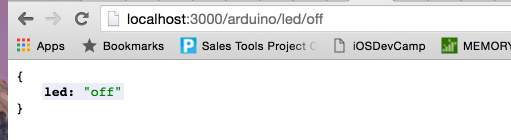 localhost:3000/arduino/led/off
Apps Bookmarks Sales Tools Project C iOSDevCamp MEMORY
{
led: "off"
}